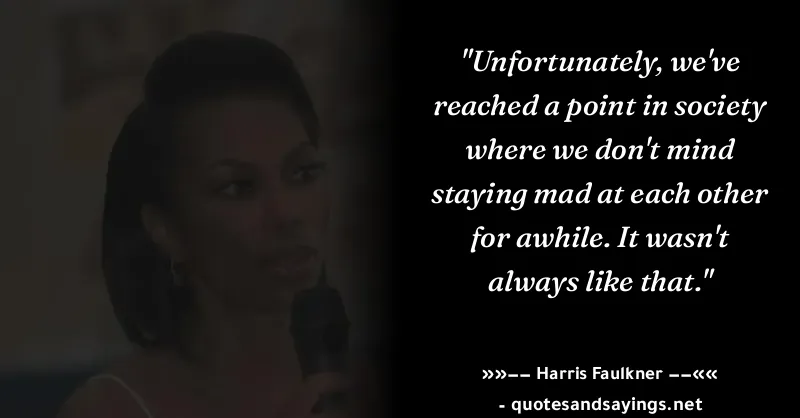 "Unfortunately, we've
reached a point in society
where we don't mind
staying mad at each other
for awhile. It wasn't
always like that."
»»-- Harris Faulkner --««
- quotesandsayings.net